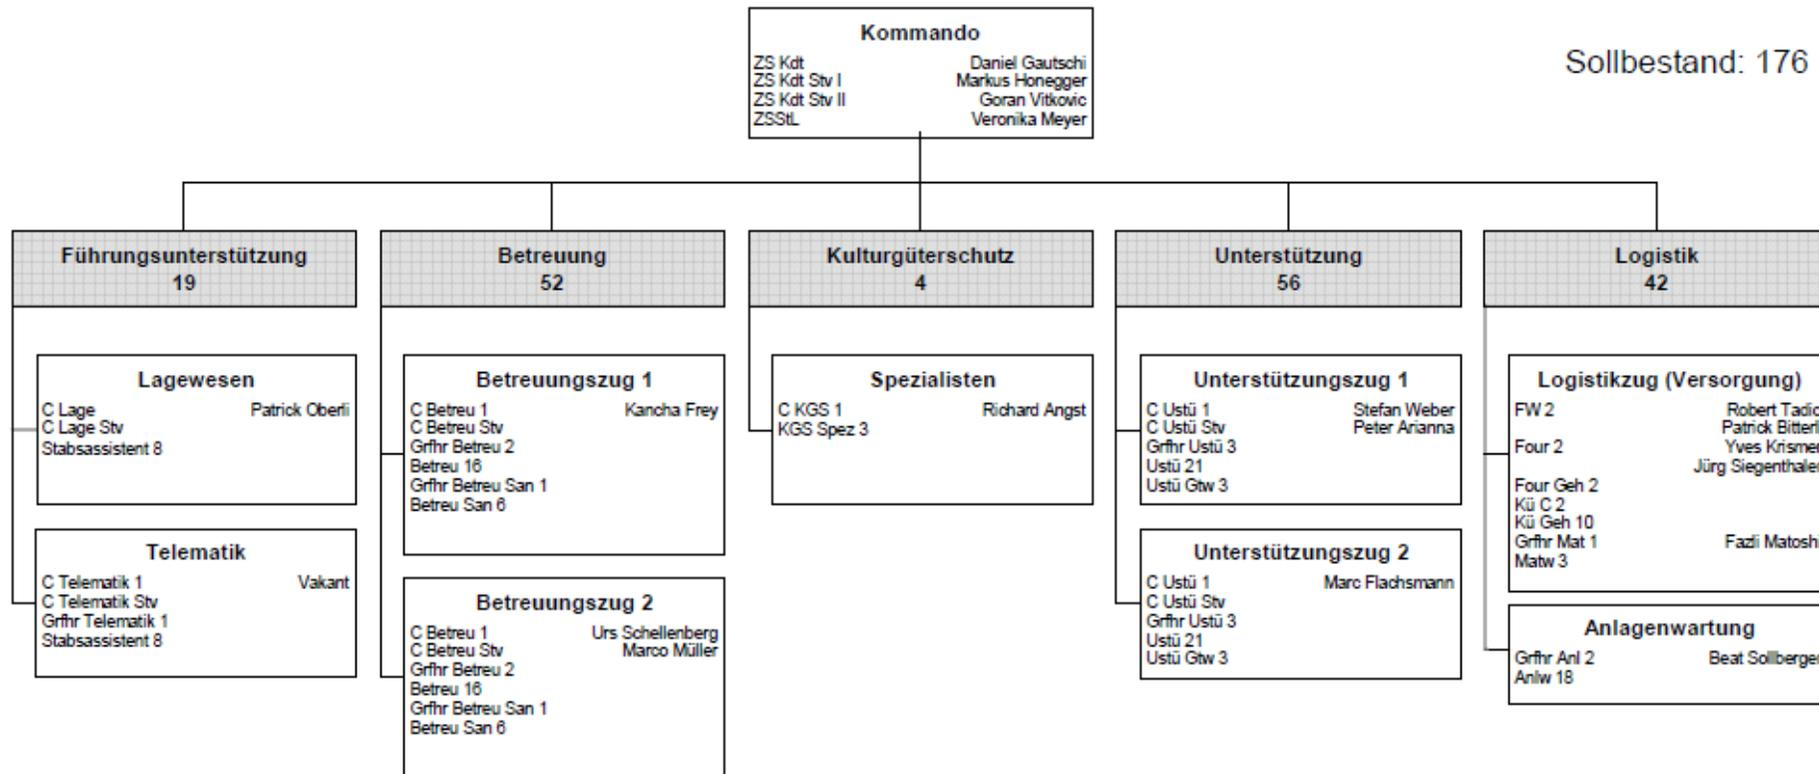 Kommando
ZS Kdt Daniel Gautschi
ZS Kdt Stv I Markus Honegger
ZS Kdt Stv II Goran Vitkovic
ZSStL Veronika Meyer
Sollbestand: 176
Führungsunterstützung
19
Lagewesen
C Lage Patrick Oberli
C Lage Stv
Stabsassistent 8
Telematik
C Telematik 1 Vakant
C Telematik Stv
Grfhr Telematik 1
Stabsassistent 8
Betreuung
52
Betreuungszug 1
C Betreu 1 Kancha Frey
C Betreu Stv
Grfhr Betreu 2
Betreu 16
Grfhr Betreu San 1
Betreu San 6
Betreuungszug 2
C Betreu 1 Urs Schellenberg
C Betreu Stv Marco Müller
Grfhr Betreu 2
Betreu 16
Grfhr Betreu San 1
Betreu San 6
Kulturgüterschutz
4
Spezialisten
C KGS 1 Richard Angst
KGS Spez 3
Unterstützung
56
Unterstützungszug 1
C Ustü 1 Stefan Weber
C Ustü Stv Peter Arianna
Grfhr Ustü 3
Ustü 21
Ustü Gtw 3
Unterstützungszug 2
C Ustü 1 Marc Flachsmann
C Ustü Stv
Grfhr Ustü 3
Ustü 21
Ustü Gtw 3
Logistik
42
Logistikzug (Versorgung)
FW 2 Robert Tadic
Patrick Bitterli
Four 2 Yves Krismer
Jürg Siegenthaler
Four Geh 2
Kü C 2
Kü Geh 10
Grfhr Mat 1 Fazli Matoshi
Matw 3
Anlagenwartung
Grfhr Anl 2 Beat Sollberger
Anlw 18